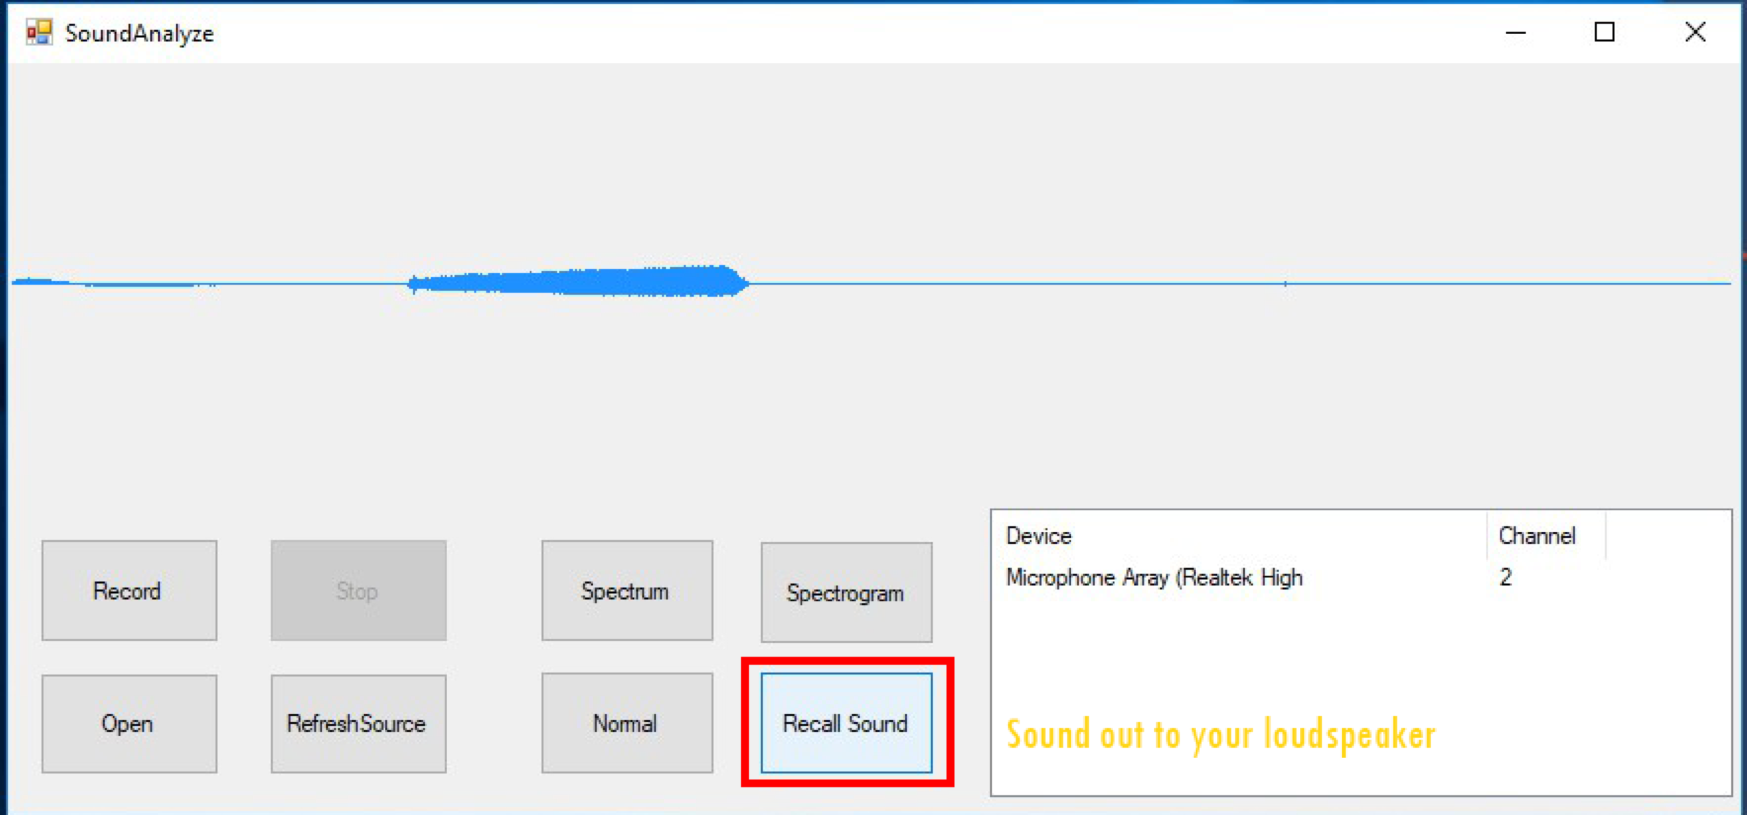 SoundAnalyze
Record
Stop
Spectrum
Spectrogram
Open
RefreshSource
Normal
Recall Sound
Device Channel
Microphone Array (Realtek High 2
Sound out to your loudspeaker